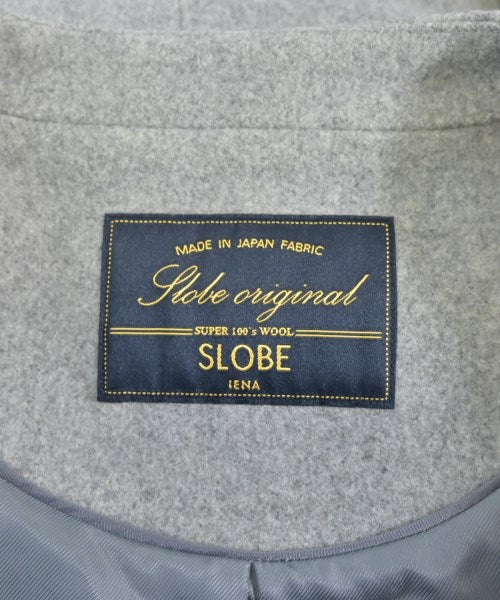 MADE IN JAPAN FABRIC
Slobe original
SUPER 100's WOOL
SLOBE
IENA